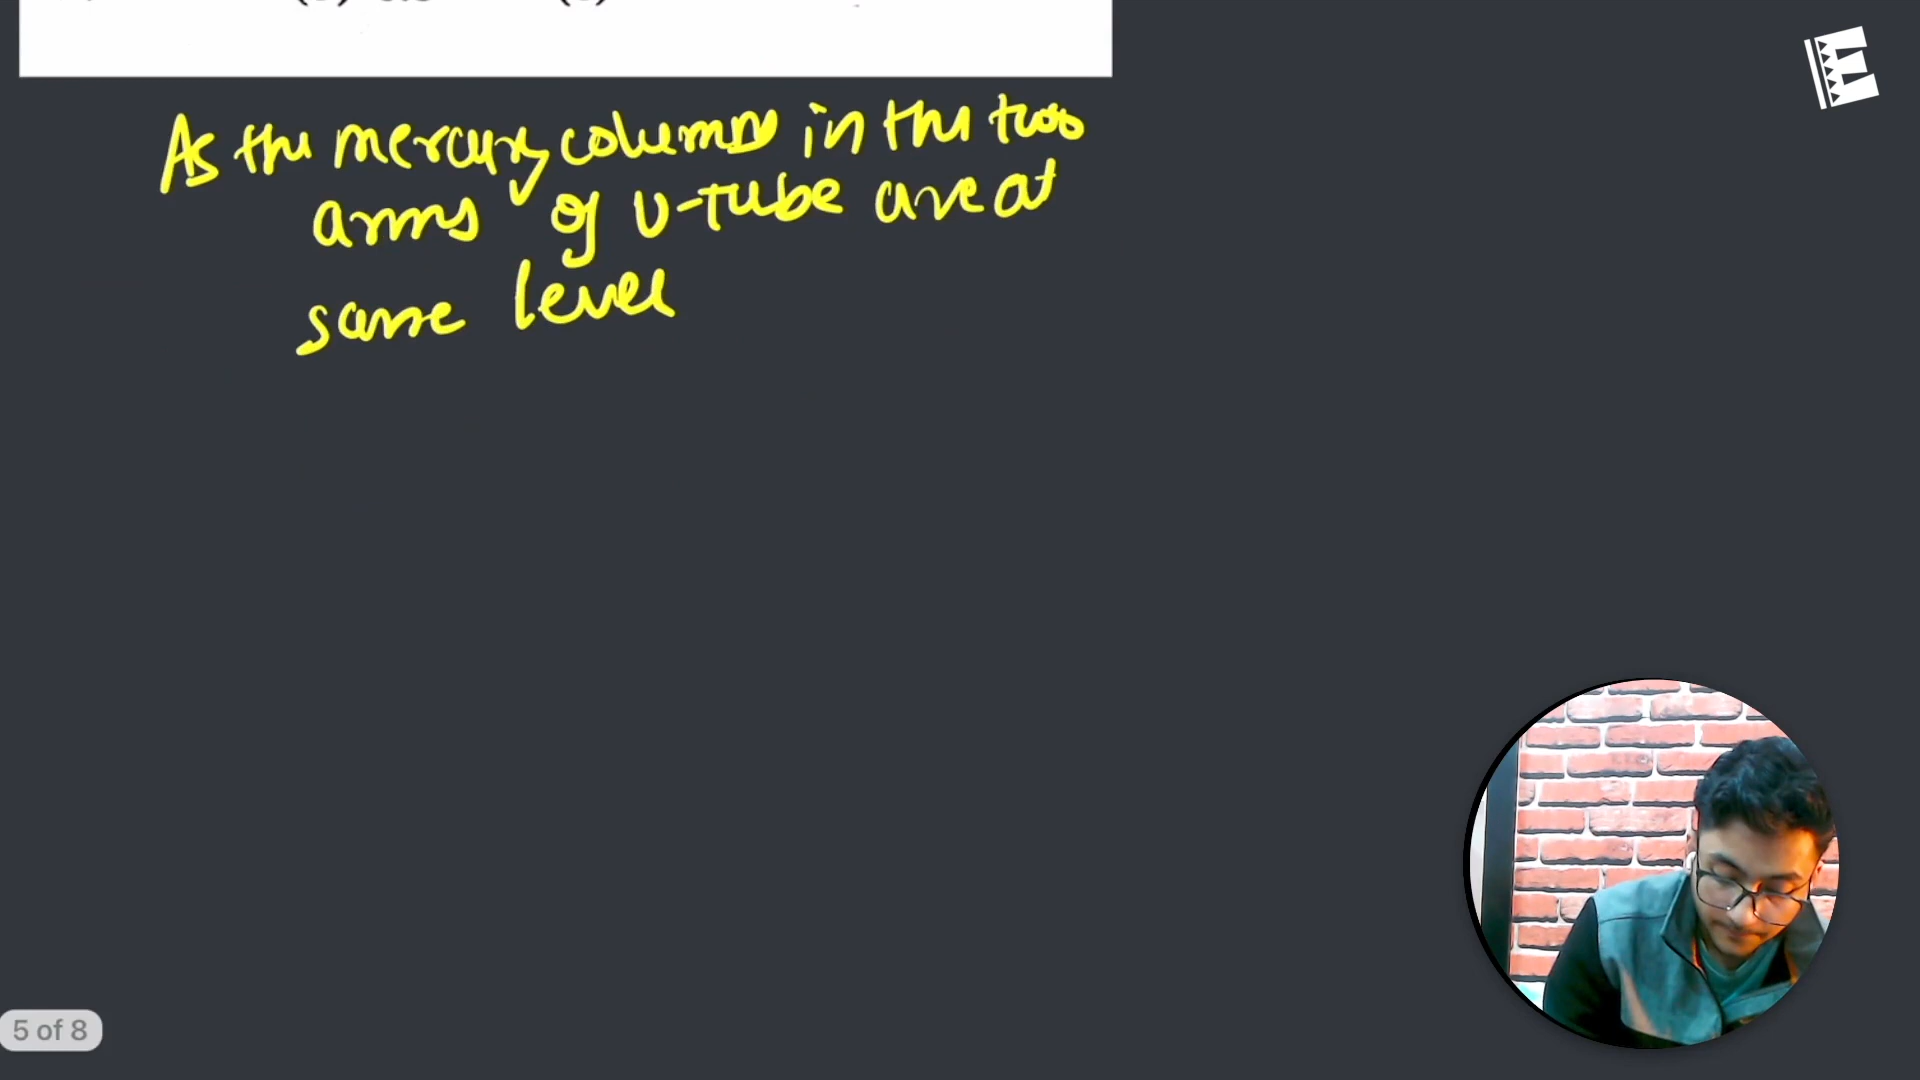 As the mercury columns in the two
arms of U-tube are at
same level
5 of 8